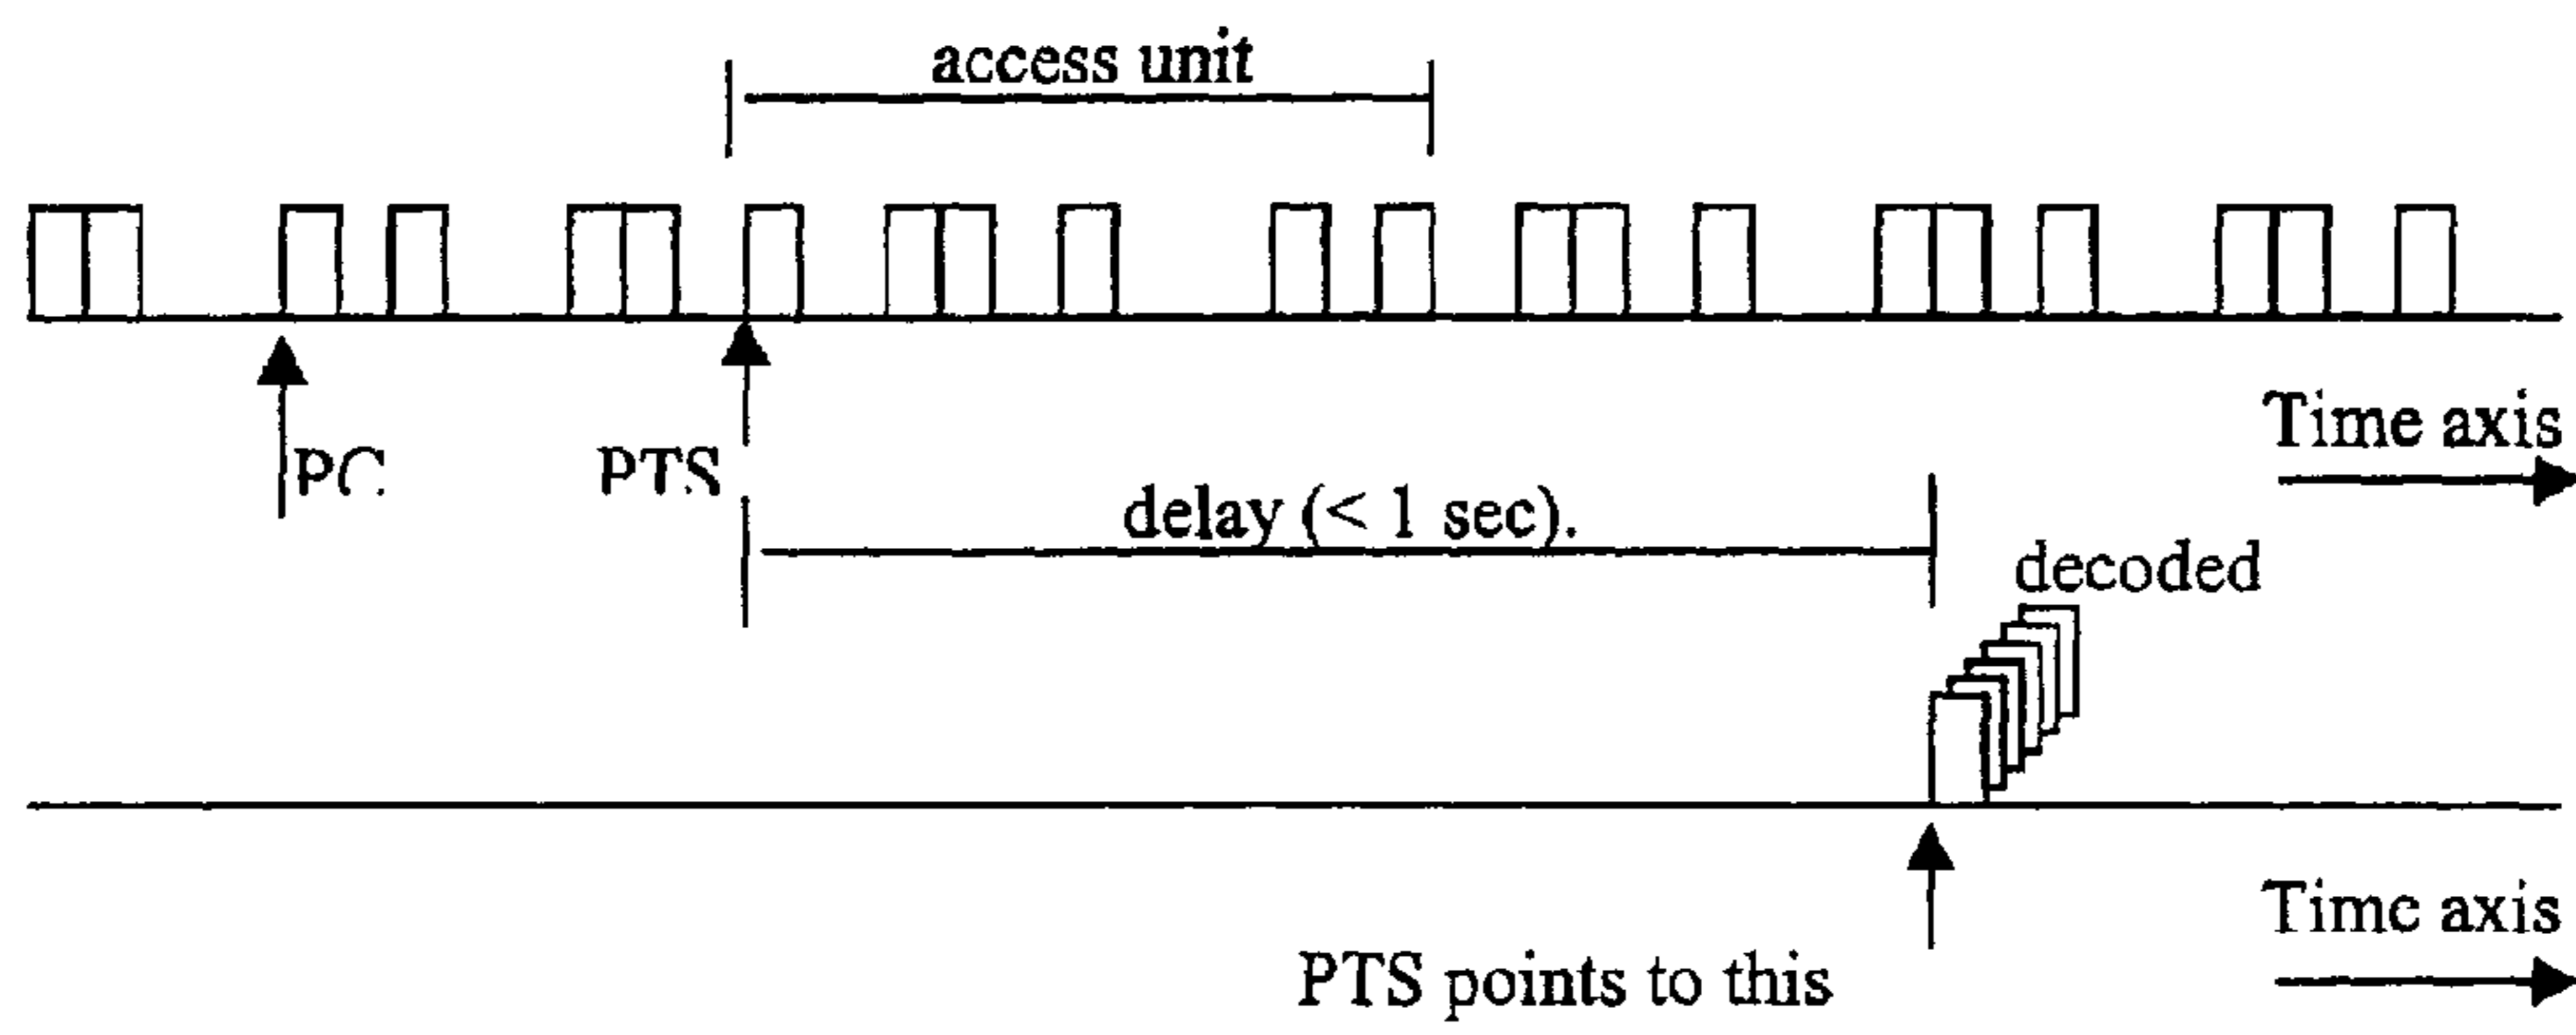 access unit
Time axis
PC
PTS
delay (< 1 sec).
decoded
Time axis
PTS points to this